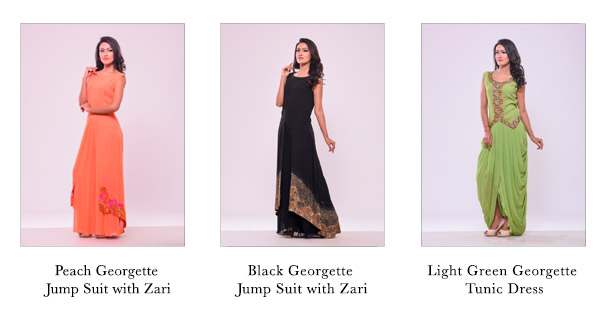 Peach Georgette
Jump Suit with Zari
Black Georgette
Jump Suit with Zari
Light Green Georgette
Tunic Dress